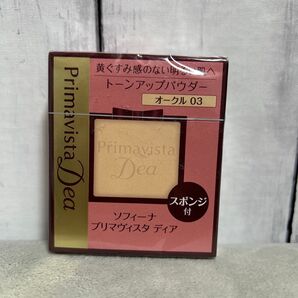 黄ぐすみ感のない明るい肌へ
トーンアップパウダー
オークル 03
Primavista Dea
Primavista
Dea
スポンジ
付
ソフィーナ
プリマヴィスタ ディア